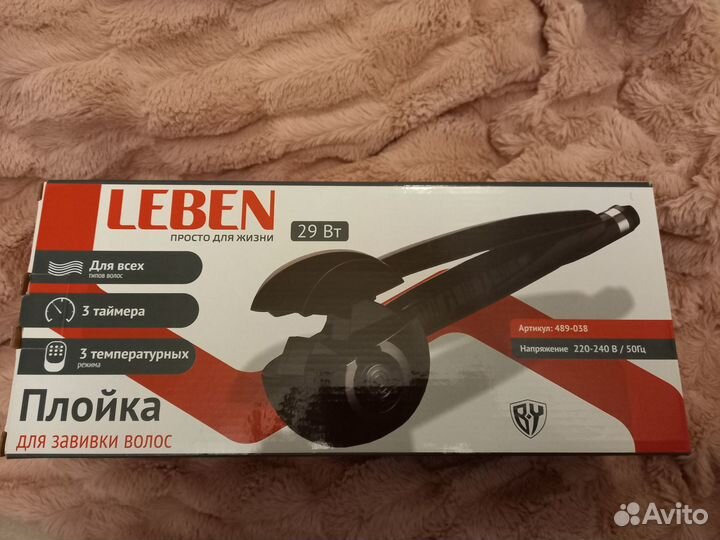 LEBEN
ПРОСТО ДЛЯ ЖИЗНИ
29 Вт
Для всех
типов волос
3 таймера
3 температурных
режима
Плойка
для завивки волос
Артикул: 489-038
Напряжение 220-240 В / 50Гц
B·Y
Avito